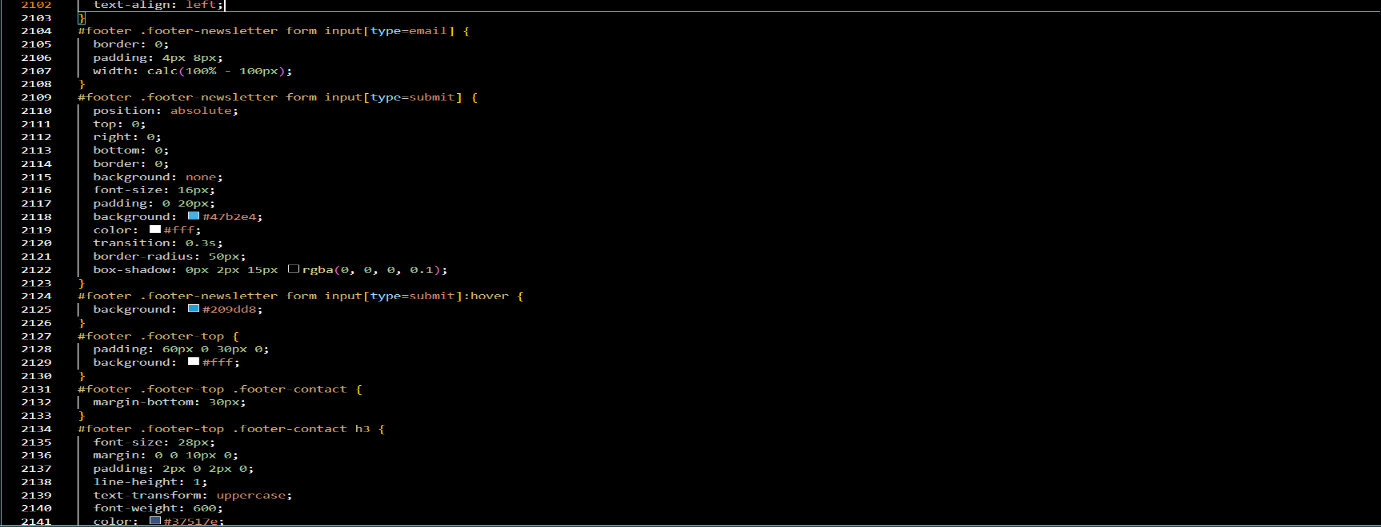 2102 text-align: left;
2103 }
2104 #footer .footer-newsletter form input[type=email] {
2105 border: 0;
2106 padding: 4px 8px;
2107 width: calc(100% - 100px);
2108 }
2109 #footer .footer-newsletter form input[type=submit] {
2110 position: absolute;
2111 top: 0;
2112 right: 0;
2113 bottom: 0;
2114 border: 0;
2115 background: none;
2116 font-size: 16px;
2117 padding: 0 20px;
2118 background: #47b2e4;
2119 color: #fff;
2120 transition: 0.3s;
2121 border-radius: 50px;
2122 box-shadow: 0px 2px 15px rgba(0, 0, 0, 0.1);
2123 }
2124 #footer .footer-newsletter form input[type=submit]:hover {
2125 background: #209dd8;
2126 }
2127 #footer .footer-top {
2128 padding: 60px 0 30px 0;
2129 background: #fff;
2130 }
2131 #footer .footer-top .footer-contact {
2132 margin-bottom: 30px;
2133 }
2134 #footer .footer-top .footer-contact h3 {
2135 font-size: 28px;
2136 margin: 0 0 10px 0;
2137 padding: 2px 0 2px 0;
2138 line-height: 1;
2139 text-transform: uppercase;
2140 font-weight: 600;
2141 color: #37517e;